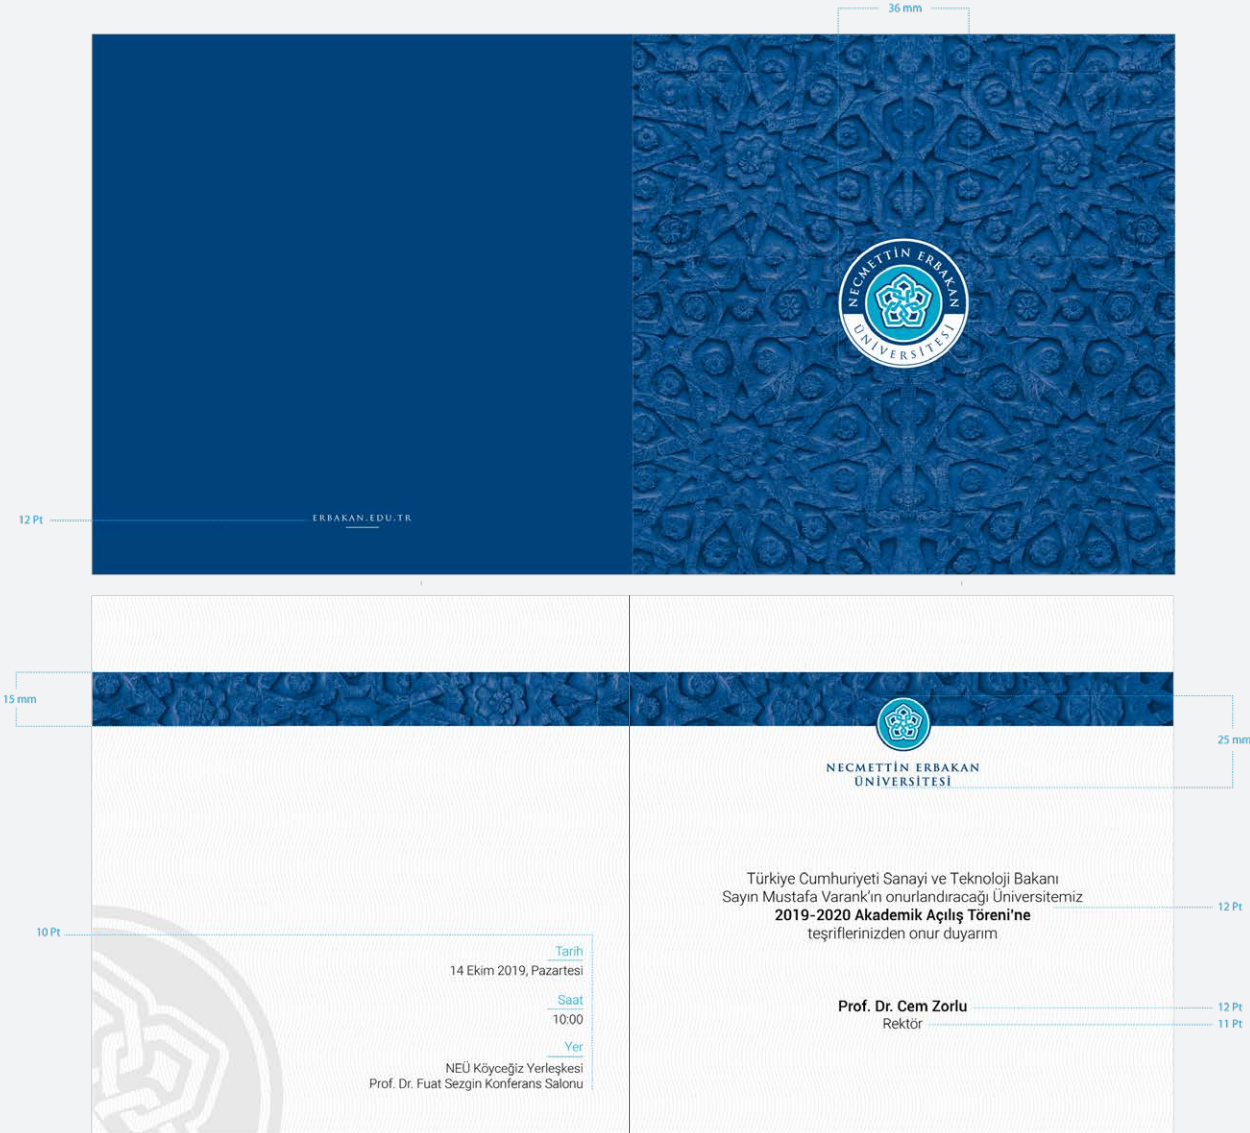 36 mm
NECMETTİN ERBAKAN
ÜNİVERSİTESİ
12 Pt
ERBAKAN.EDU.TR
15 mm
25 mm
NECMETTİN ERBAKAN
ÜNİVERSİTESİ
Türkiye Cumhuriyeti Sanayi ve Teknoloji Bakanı
Sayın Mustafa Varank'ın onurlandıracağı Üniversitemiz
2019-2020 Akademik Açılış Töreni'ne
teşriflerinizden onur duyarım
12 Pt
Prof. Dr. Cem Zorlu
12 Pt
Rektör
11 Pt
10 Pt
Tarih
14 Ekim 2019, Pazartesi
Saat
10:00
Yer
NEÜ Köyceğiz Yerleşkesi
Prof. Dr. Fuat Sezgin Konferans Salonu